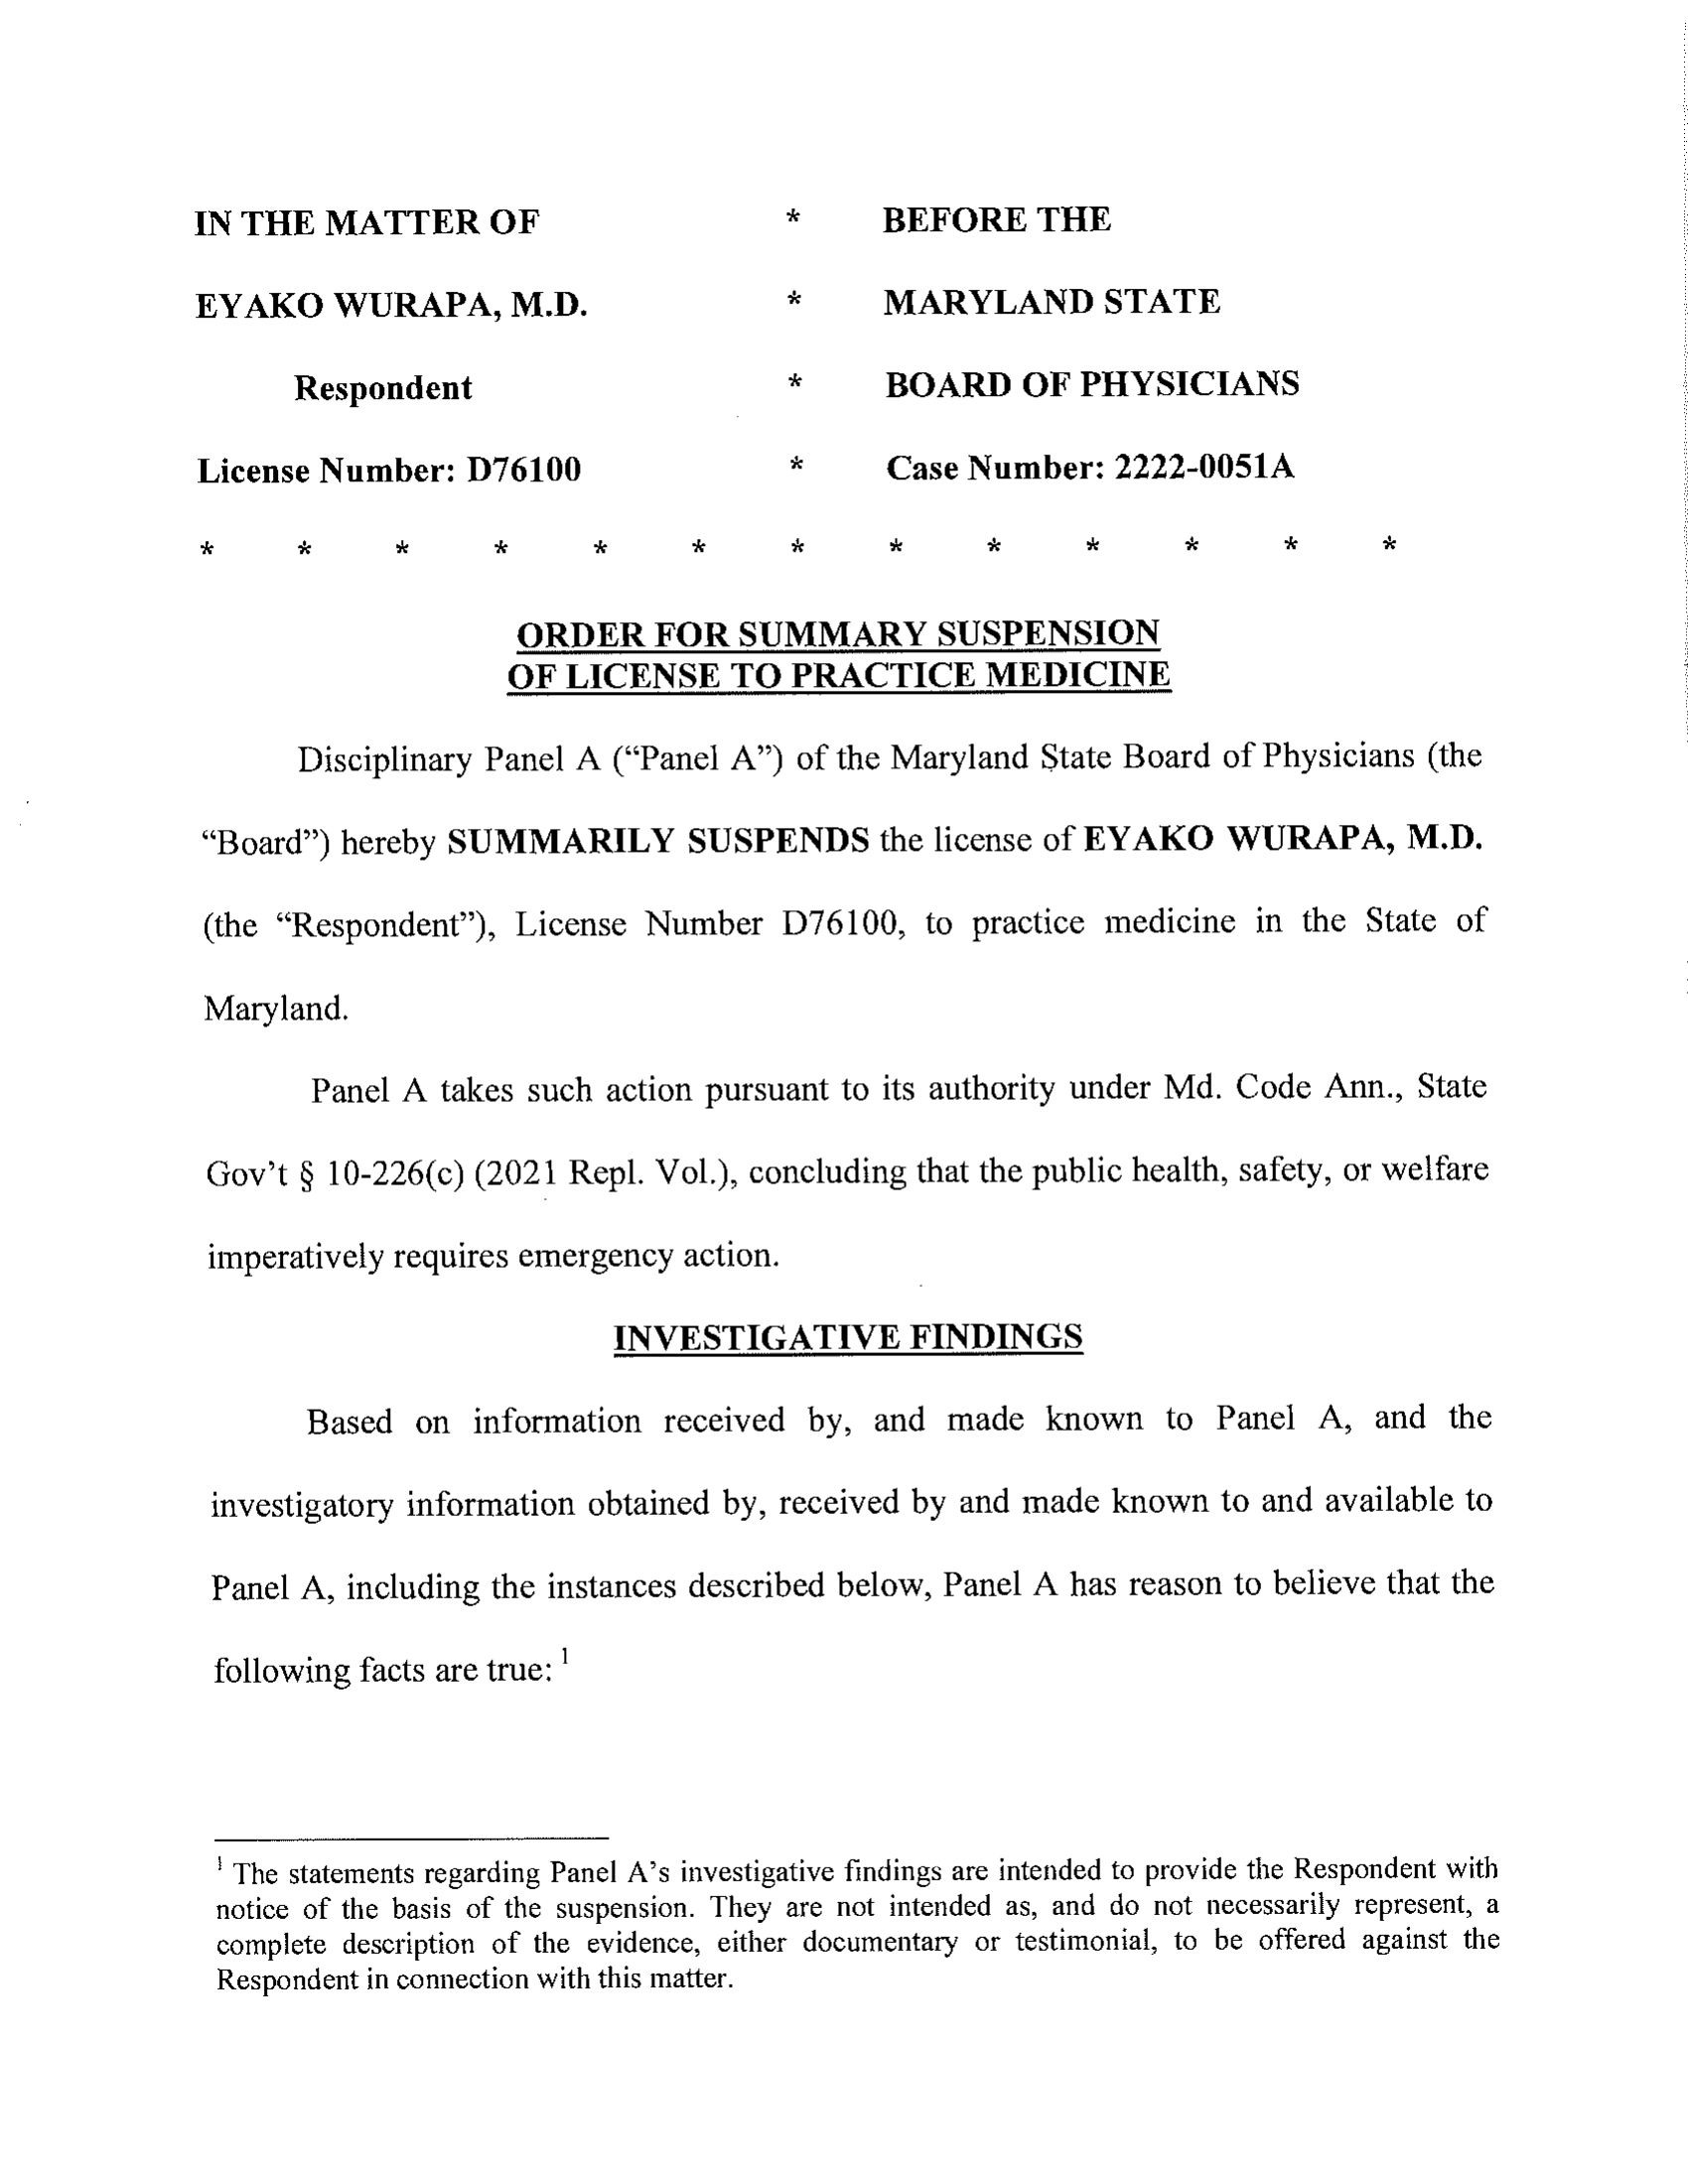 IN THE MATTER OF * BEFORE THE
EYAKO WURAPA, M.D. * MARYLAND STATE
Respondent * BOARD OF PHYSICIANS
License Number: D76100 * Case Number: 2222-0051A
* * * * * * * * * * * * *
ORDER FOR SUMMARY SUSPENSION
OF LICENSE TO PRACTICE MEDICINE
Disciplinary Panel A (“Panel A”) of the Maryland State Board of Physicians (the
“Board”) hereby SUMMARILY SUSPENDS the license of EYAKO WURAPA, M.D.
(the “Respondent”), License Number D76100, to practice medicine in the State of
Maryland.
Panel A takes such action pursuant to its authority under Md. Code Ann., State
Gov’t § 10-226(c) (2021 Repl. Vol.), concluding that the public health, safety, or welfare
imperatively requires emergency action.
INVESTIGATIVE FINDINGS
Based on information received by, and made known to Panel A, and the
investigatory information obtained by, received by and made known to and available to
Panel A, including the instances described below, Panel A has reason to believe that the
following facts are true: 1
1 The statements regarding Panel A’s investigative findings are intended to provide the Respondent with
notice of the basis of the suspension. They are not intended as, and do not necessarily represent, a
complete description of the evidence, either documentary or testimonial, to be offered against the
Respondent in connection with this matter.